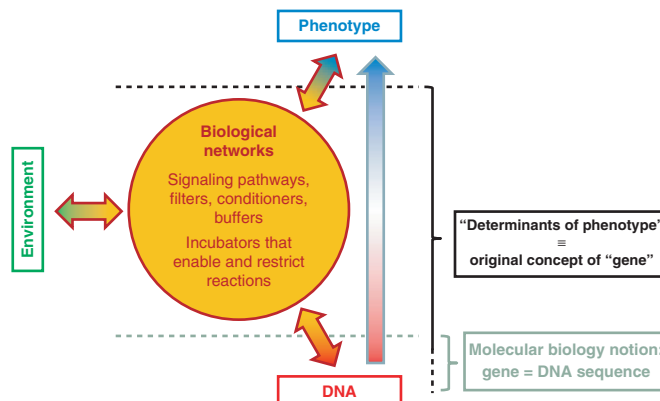 Phenotype
Environment
Biological
networks
Signaling pathways,
filters, conditioners,
buffers
Incubators that
enable and restrict
reactions
“Determinants of phenotype”
≡
original concept of “gene”
Molecular biology notion:
gene = DNA sequence
DNA